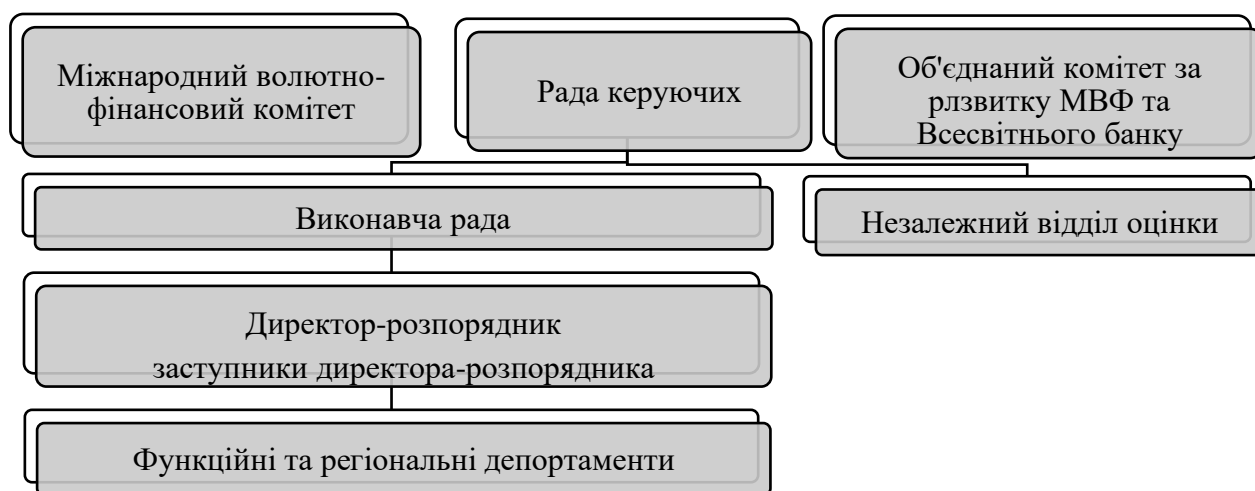 Міжнародний волютно-
фінансовий комітет
Рада керуючих
Об'єднаний комітет за
рлзвитку МВФ та
Всесвітнього банку
Виконавча рада
Незалежний відділ оцінки
Директор-розпорядник
заступники директора-розпорядника
Функційні та регіональні депортаменти